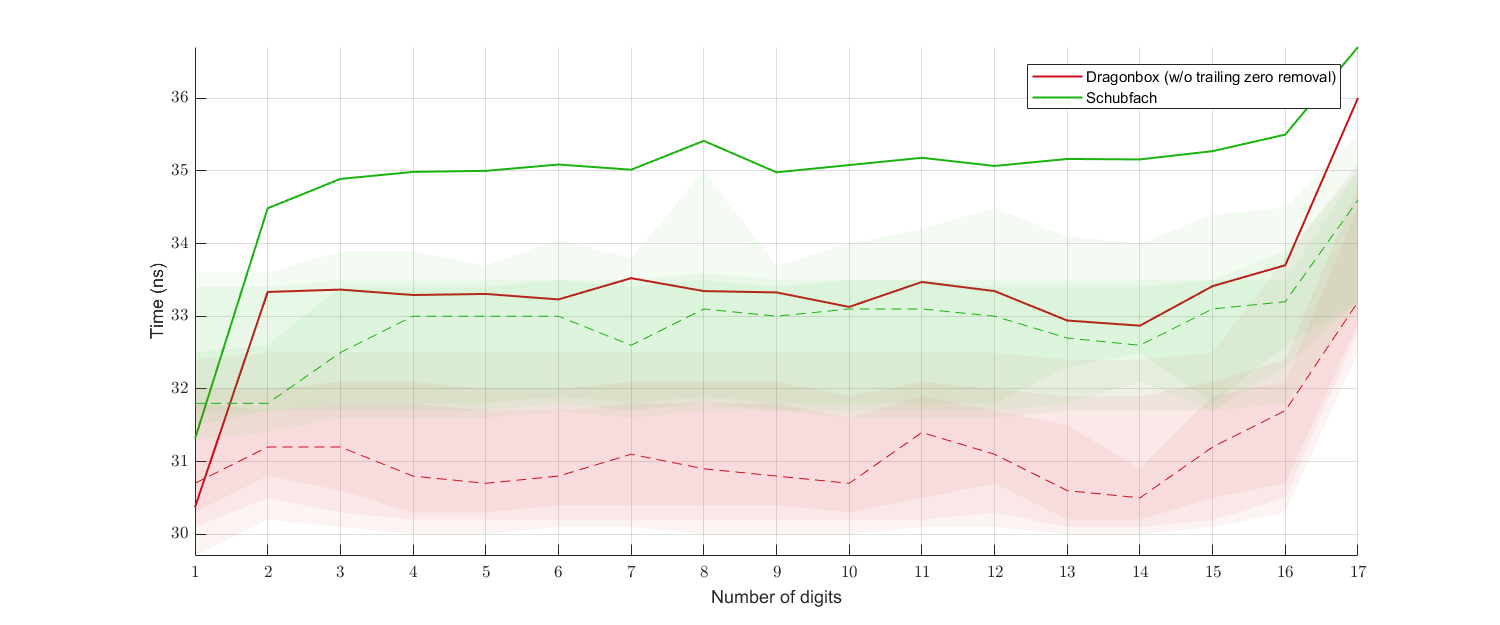 Dragonbox (w/o trailing zero removal)
Schubfach
36
35
34
33
32
31
30
Time (ns)
1 2 3 4 5 6 7 8 9 10 11 12 13 14 15 16 17
Number of digits